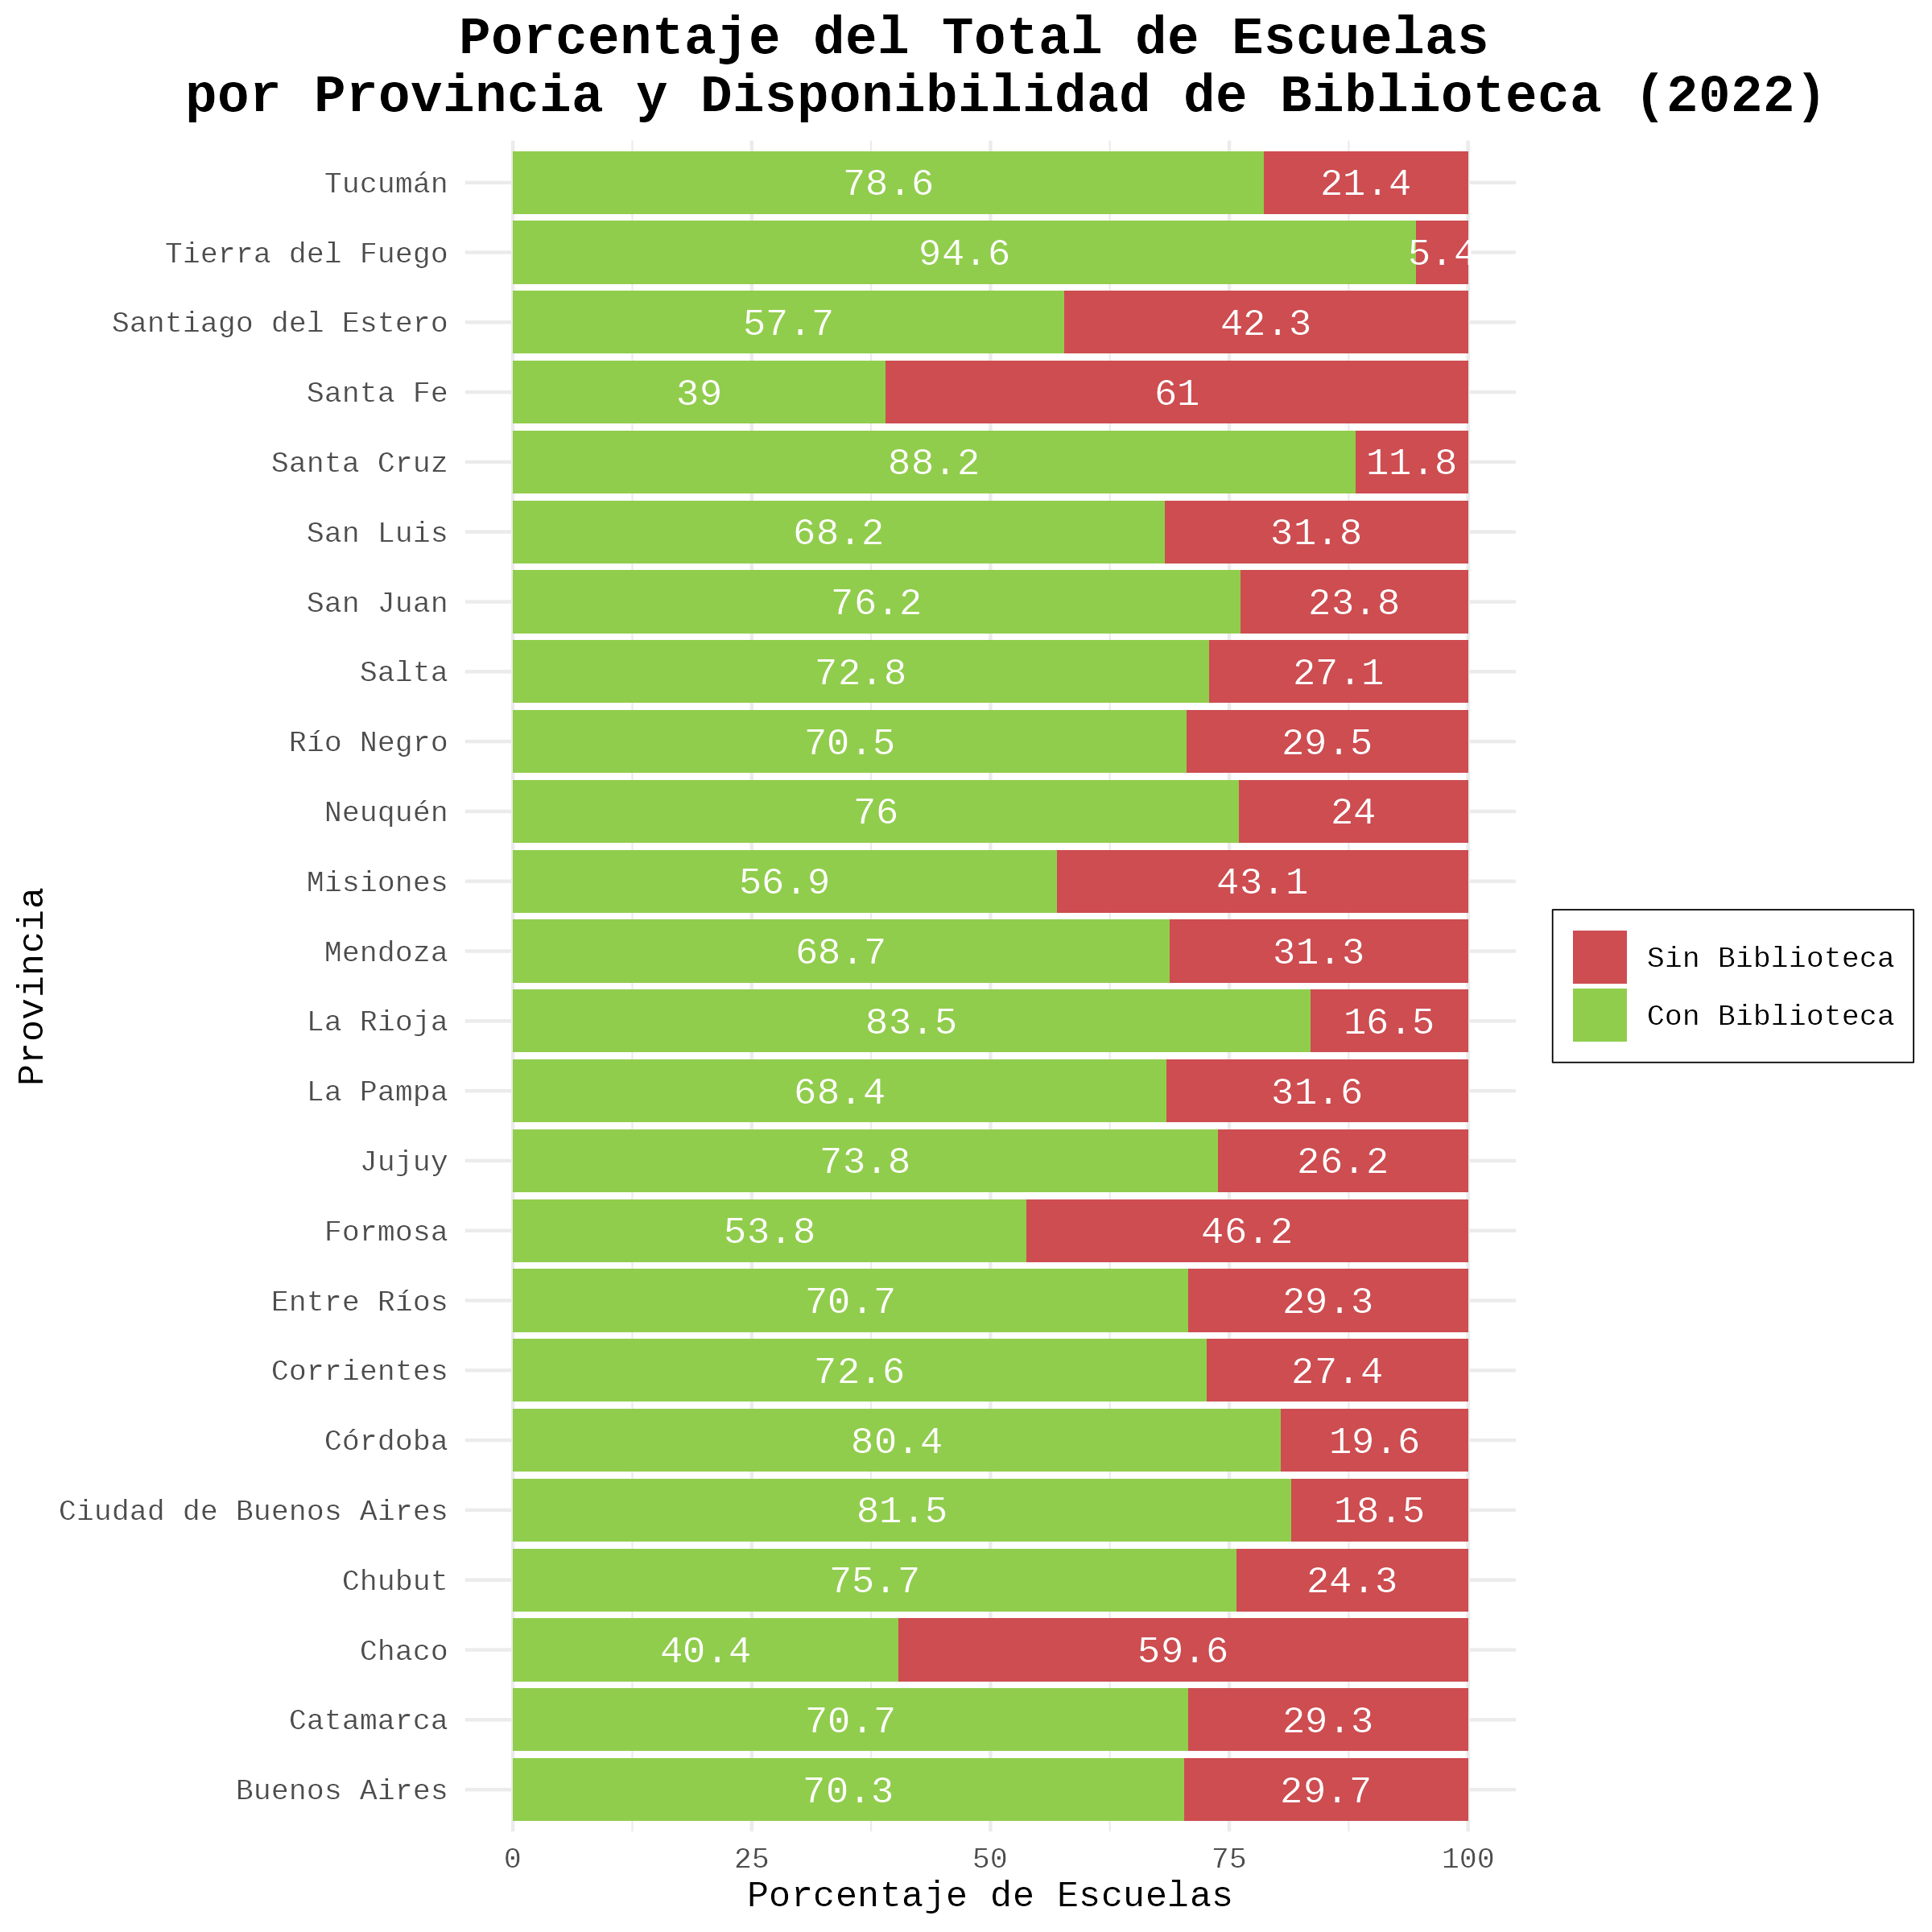 Porcentaje del Total de Escuelas
por Provincia y Disponibilidad de Biblioteca (2022)
Tucumán 78.6 21.4
Tierra del Fuego 94.6 5.4
Santiago del Estero 57.7 42.3
Santa Fe 39 61
Santa Cruz 88.2 11.8
San Luis 68.2 31.8
San Juan 76.2 23.8
Salta 72.8 27.1
Río Negro 70.5 29.5
Neuquén 76 24
Misiones 56.9 43.1
Mendoza 68.7 31.3
La Rioja 83.5 16.5
La Pampa 68.4 31.6
Jujuy 73.8 26.2
Formosa 53.8 46.2
Entre Ríos 70.7 29.3
Corrientes 72.6 27.4
Córdoba 80.4 19.6
Ciudad de Buenos Aires 81.5 18.5
Chubut 75.7 24.3
Chaco 40.4 59.6
Catamarca 70.7 29.3
Buenos Aires 70.3 29.7
0 25 50 75 100
Porcentaje de Escuelas
Provincia
Sin Biblioteca
Con Biblioteca